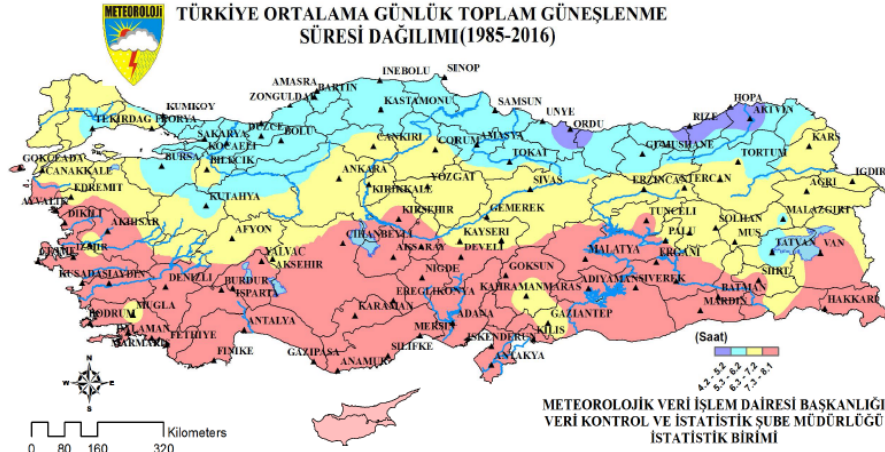 METEOROLOJİ
TÜRKİYE ORTALAMA GÜNLÜK TOPLAM GÜNEŞLENME
SÜRESİ DAĞILIMI(1985-2016)
SINOP
INEBOLU
AMASRA
BARTIN
ZONGULDAK
KASTAMONU
SAMSUN
UNYE
ORDU
HOPA
RIZE
ARTVIN
KUMKOY
TEKIRDAG
FLORYA
SAKARYA
DUZCE
KOCAELI
BOLU
CANKIRI
CORUM
AMASYA
TOKAT
GUMUSHANE
TORTUM
KARS
GOKCEADA
CANAKKALE
BURSA
BILECIK
ANKARA
KIRIKKALE
YOZGAT
SIVAS
ERZINCAN
TERCAN
IGDIR
AGRI
EDREMIT
AYVALIK
KUTAHYA
DIKILI
AKHISAR
AFYON
KIRSEHIR
GEMEREK
TUNCELI
SOLHAN
MALAZGIRT
IZMIR
CIHANBEYLI
KAYSERI
DEVELI
PALU
MUS
TATVAN
VAN
YALVAC
AKSEHIR
AKSARAY
MALATYA
ERGANI
KUSADASI
AYDIN
DENIZLI
BURDUR
ISPARTA
NIGDE
GOKSUN
ADIYAMAN
SIVEREK
SIIRT
BATMAN
EREGLIKONYA
KAHRAMANMARAS
MARDIN
HAKKARI
BODRUM
MUGLA
ANTALYA
KARAMAN
MERSIN
ADANA
GAZIANTEP
KILIS
DALAMAN
MARMARIS
FETHIYE
FINIKE
GAZIPASA
ANAMUR
SILIFKE
ISKENDERUN
ANTAKYA
(Saat)
4.2 - 5.2
5.3 - 6.2
6.3 - 7.2
7.3 - 8.1
N
W E
S
Kilometers
0 80 160 320
METEOROLOJİK VERİ İŞLEM DAİRESİ BAŞKANLIĞI
VERİ KONTROL VE İSTATİSTİK ŞUBE MÜDÜRLÜĞÜ
İSTATİSTİK BİRİMİ